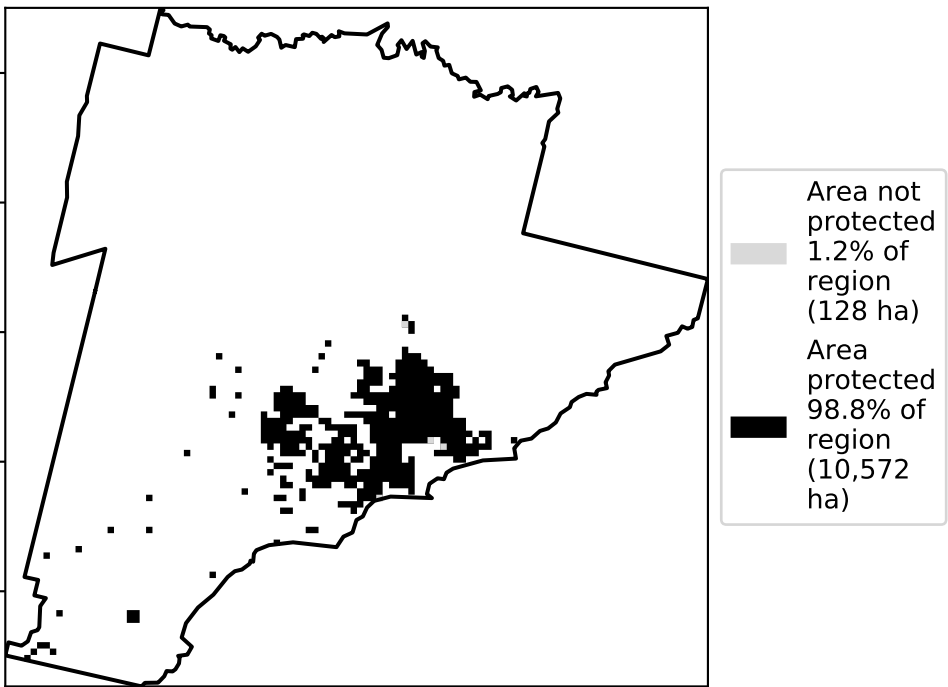 Area not
protected
1.2% of
region
(128 ha)
Area
protected
98.8% of
region
(10,572
ha)